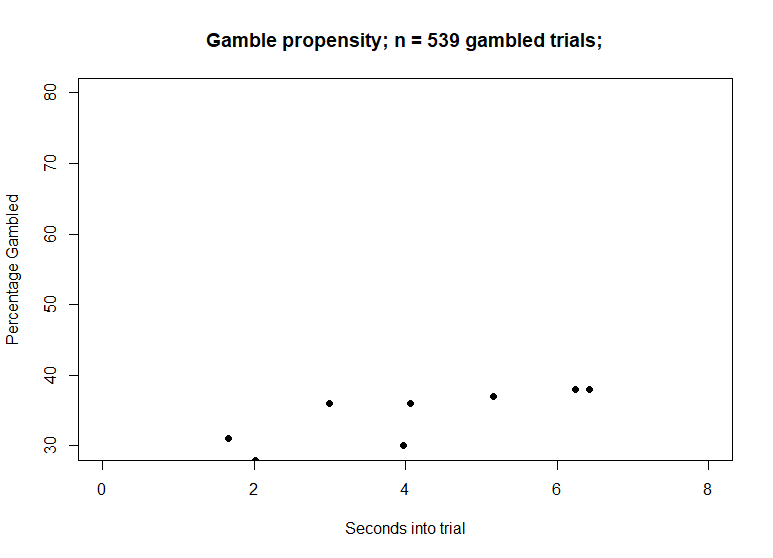 Gamble propensity; n = 539 gambled trials;
Percentage Gambled
80
70
60
50
40
30
0 2 4 6 8
Seconds into trial